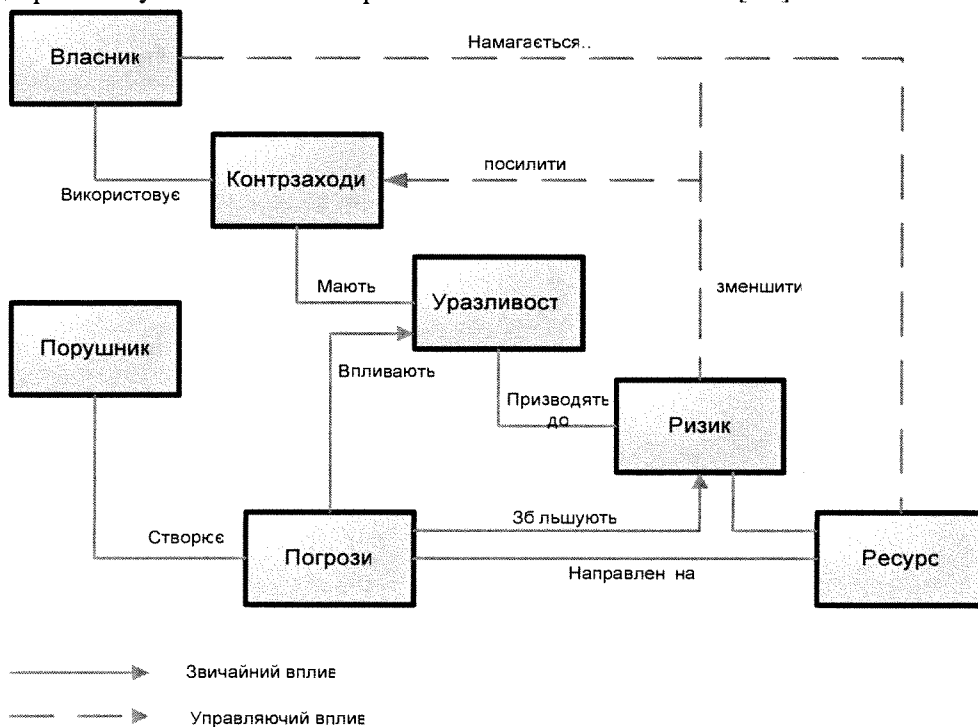 Власник
Намагається..
Контрзаходи
посилити
Використовує
Мають
Уразливост
зменшити
Порушник
Впливають
Призводять
до
Ризик
Створює
Погрози
Зб льшують
Направлен на
Ресурс
Звичайний вплив
Управляючий вплив